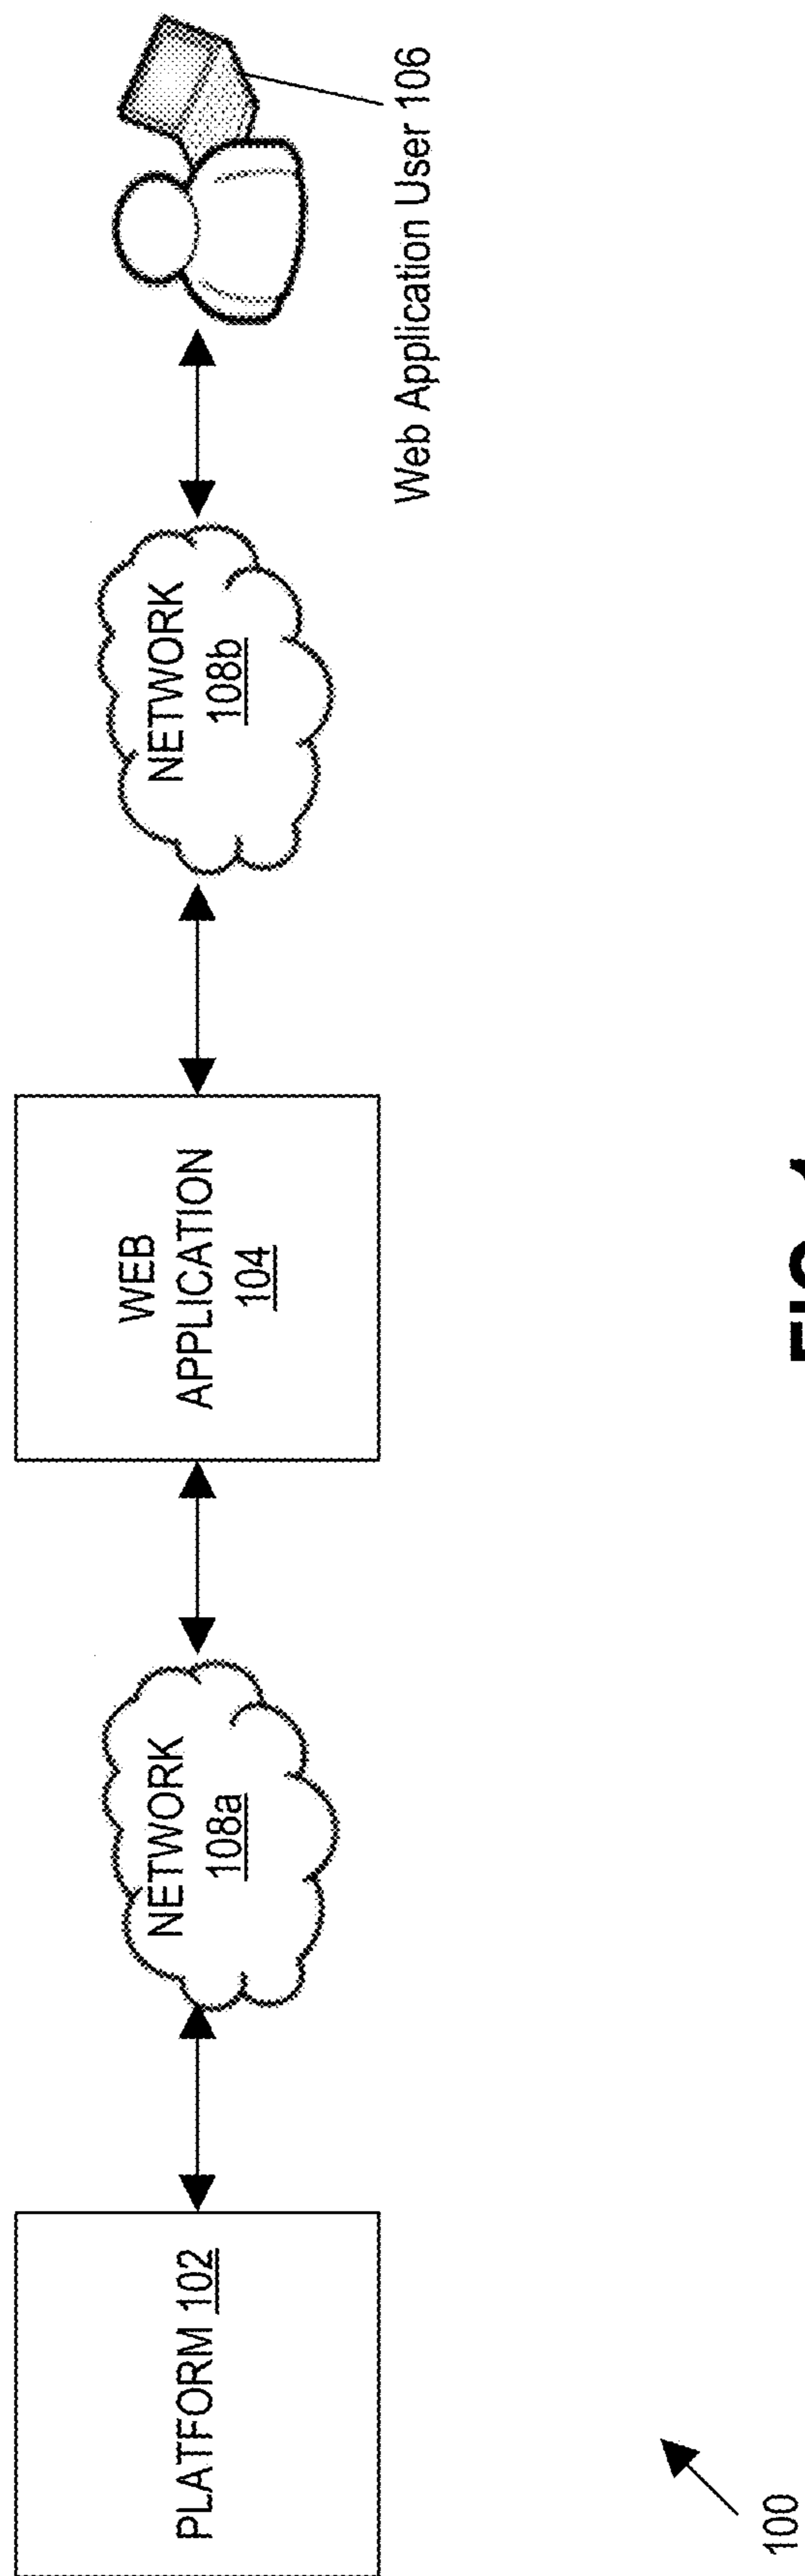 PLATFORM 102
NETWORK
108a
WEB
APPLICATION
104
NETWORK
108b
Web Application User 106
100